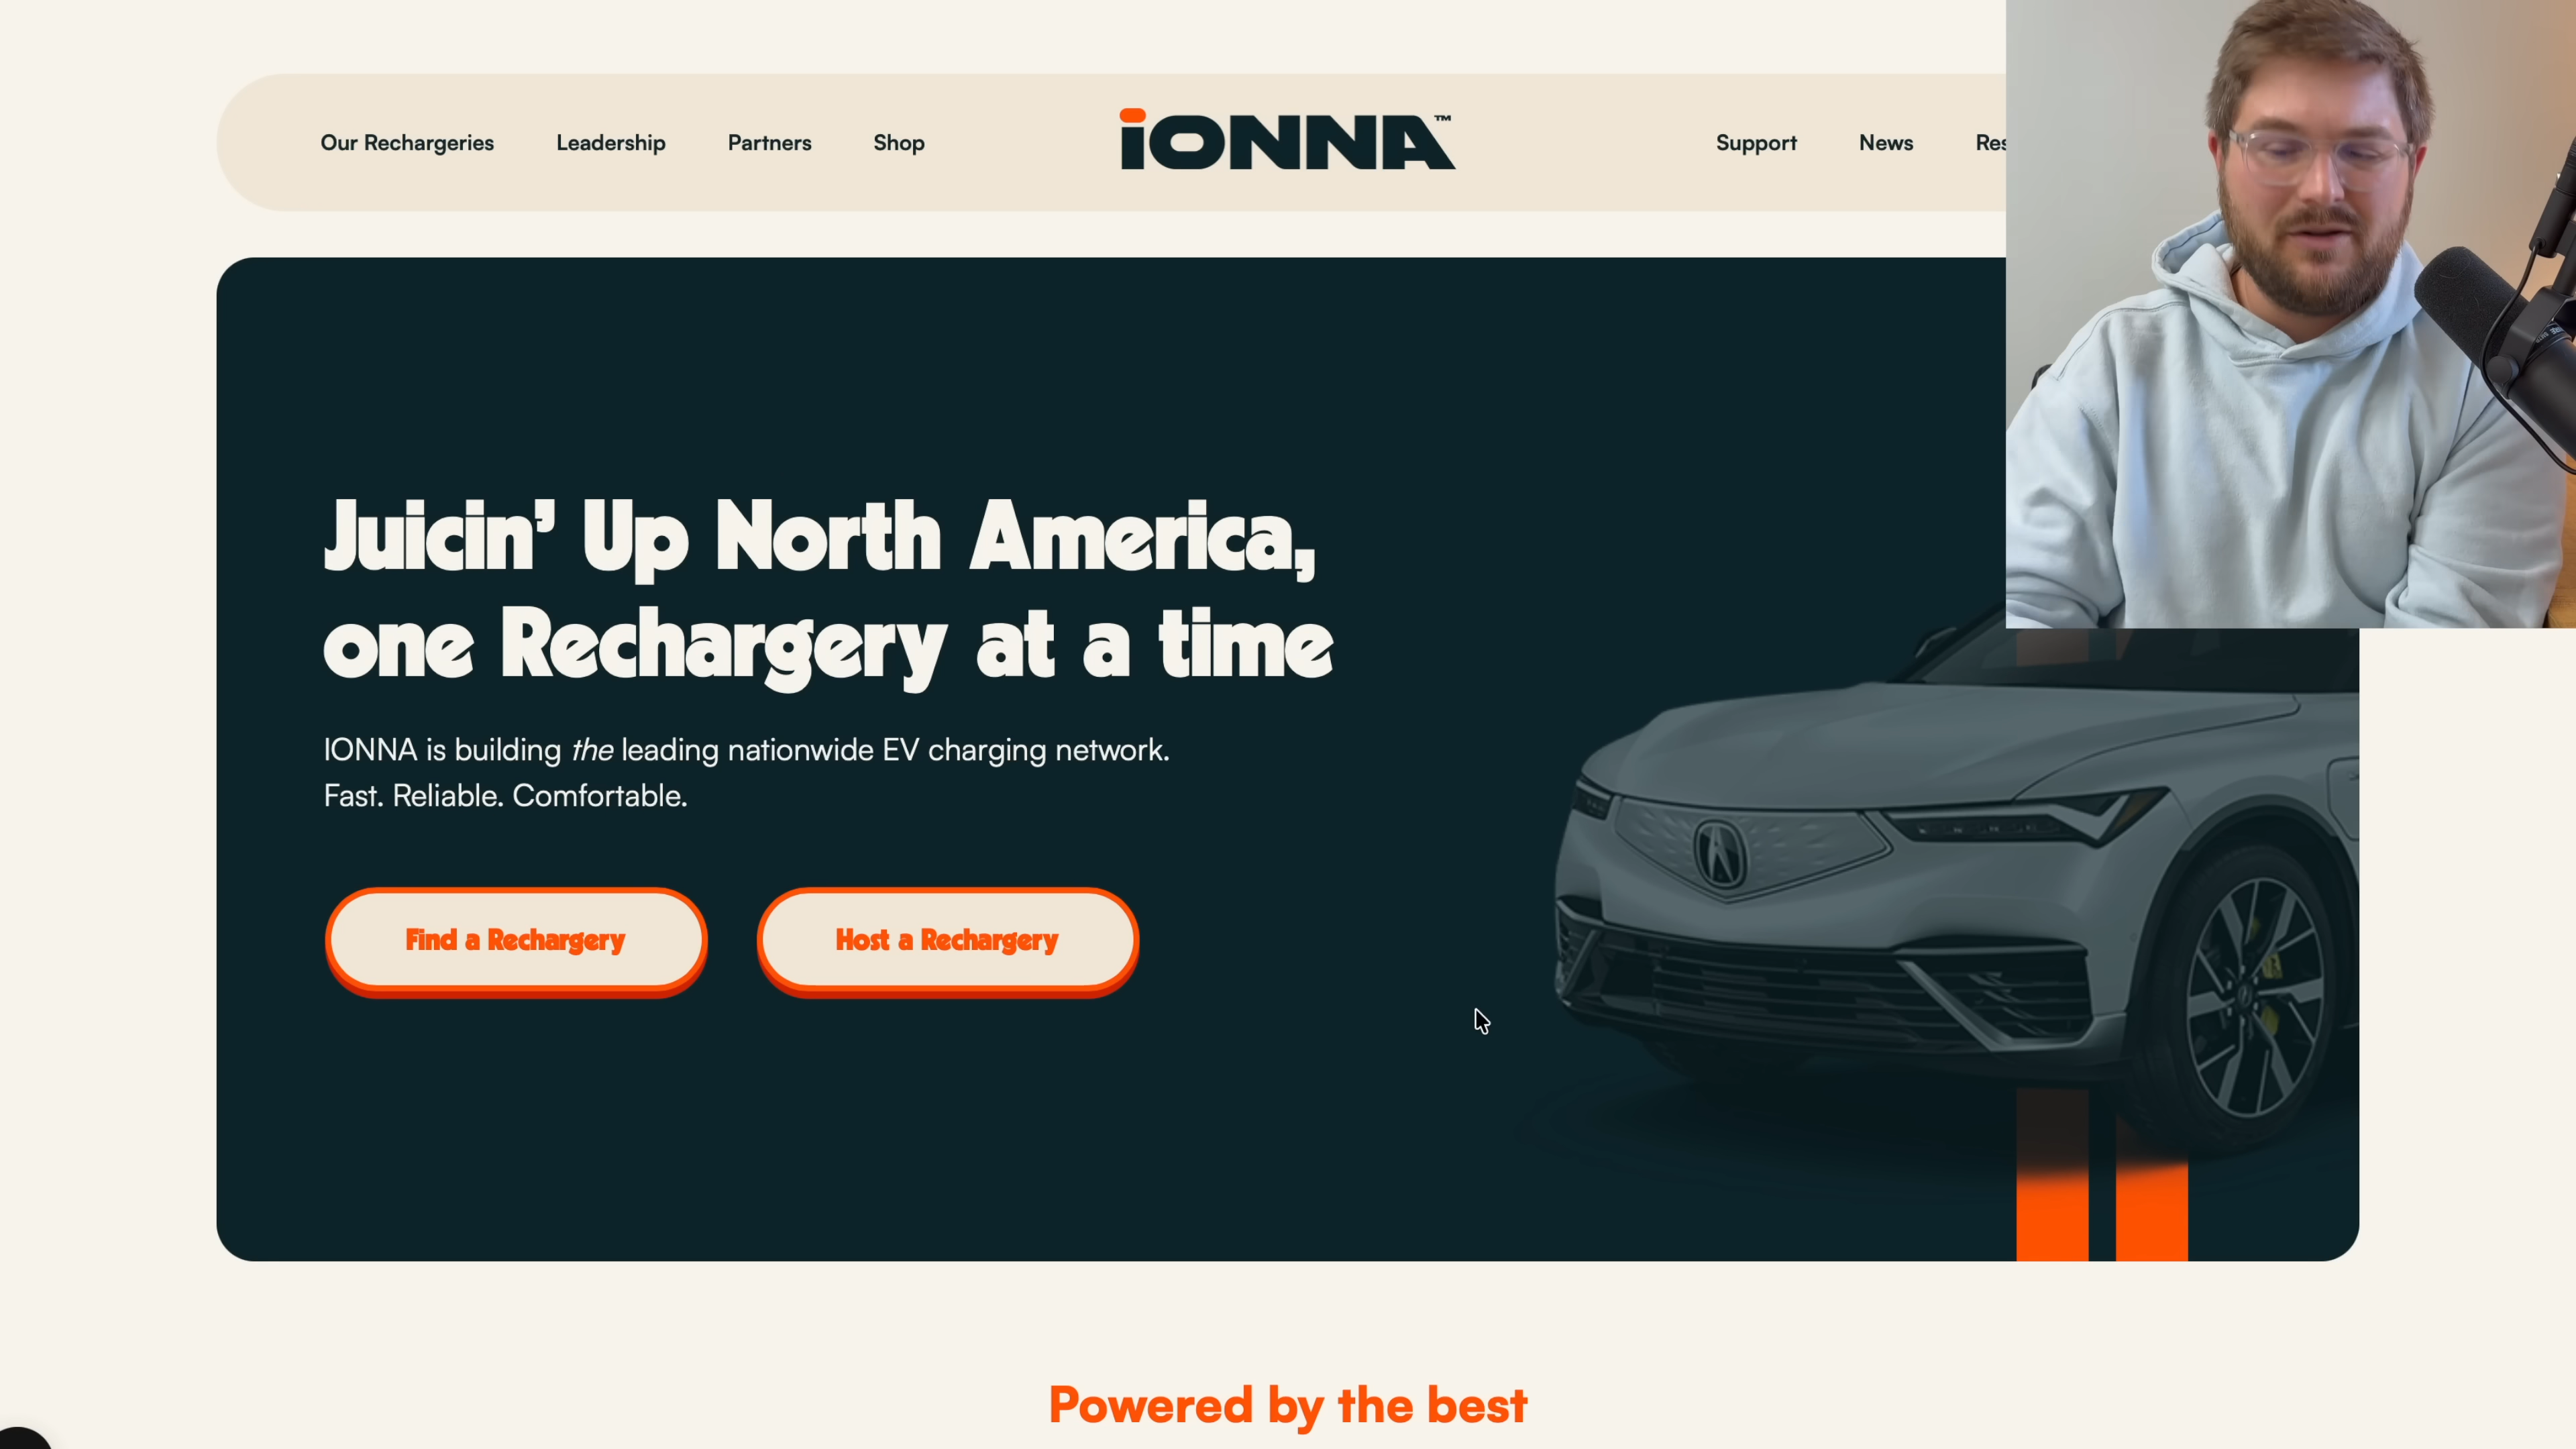 Our Rechargeries Leadership Partners Shop iONNA™ Support News
Juicin’ Up North America,
one Rechargery at a time
IONNA is building the leading nationwide EV charging network.
Fast. Reliable. Comfortable.
Find a Rechargery Host a Rechargery
Powered by the best